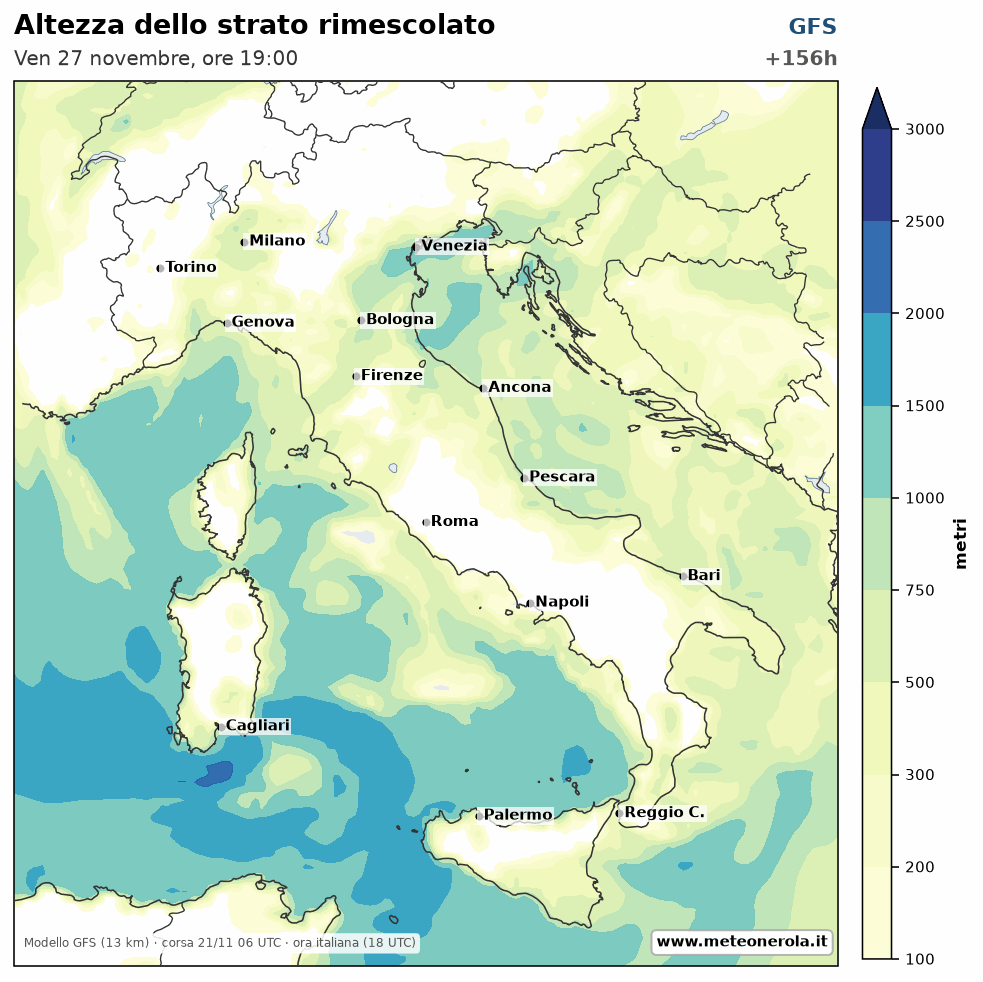 Altezza dello strato rimescolato
GFS
Ven 27 novembre, ore 19:00
+156h
3000
2500
2000
1500
1000
750
500
300
200
100
metri
Milano
Venezia
Torino
Genova
Bologna
Firenze
Ancona
Pescara
Roma
Bari
Napoli
Cagliari
Palermo
Reggio C.
Modello GFS (13 km) · corsa 21/11 06 UTC · ora italiana (18 UTC)
www.meteonerola.it